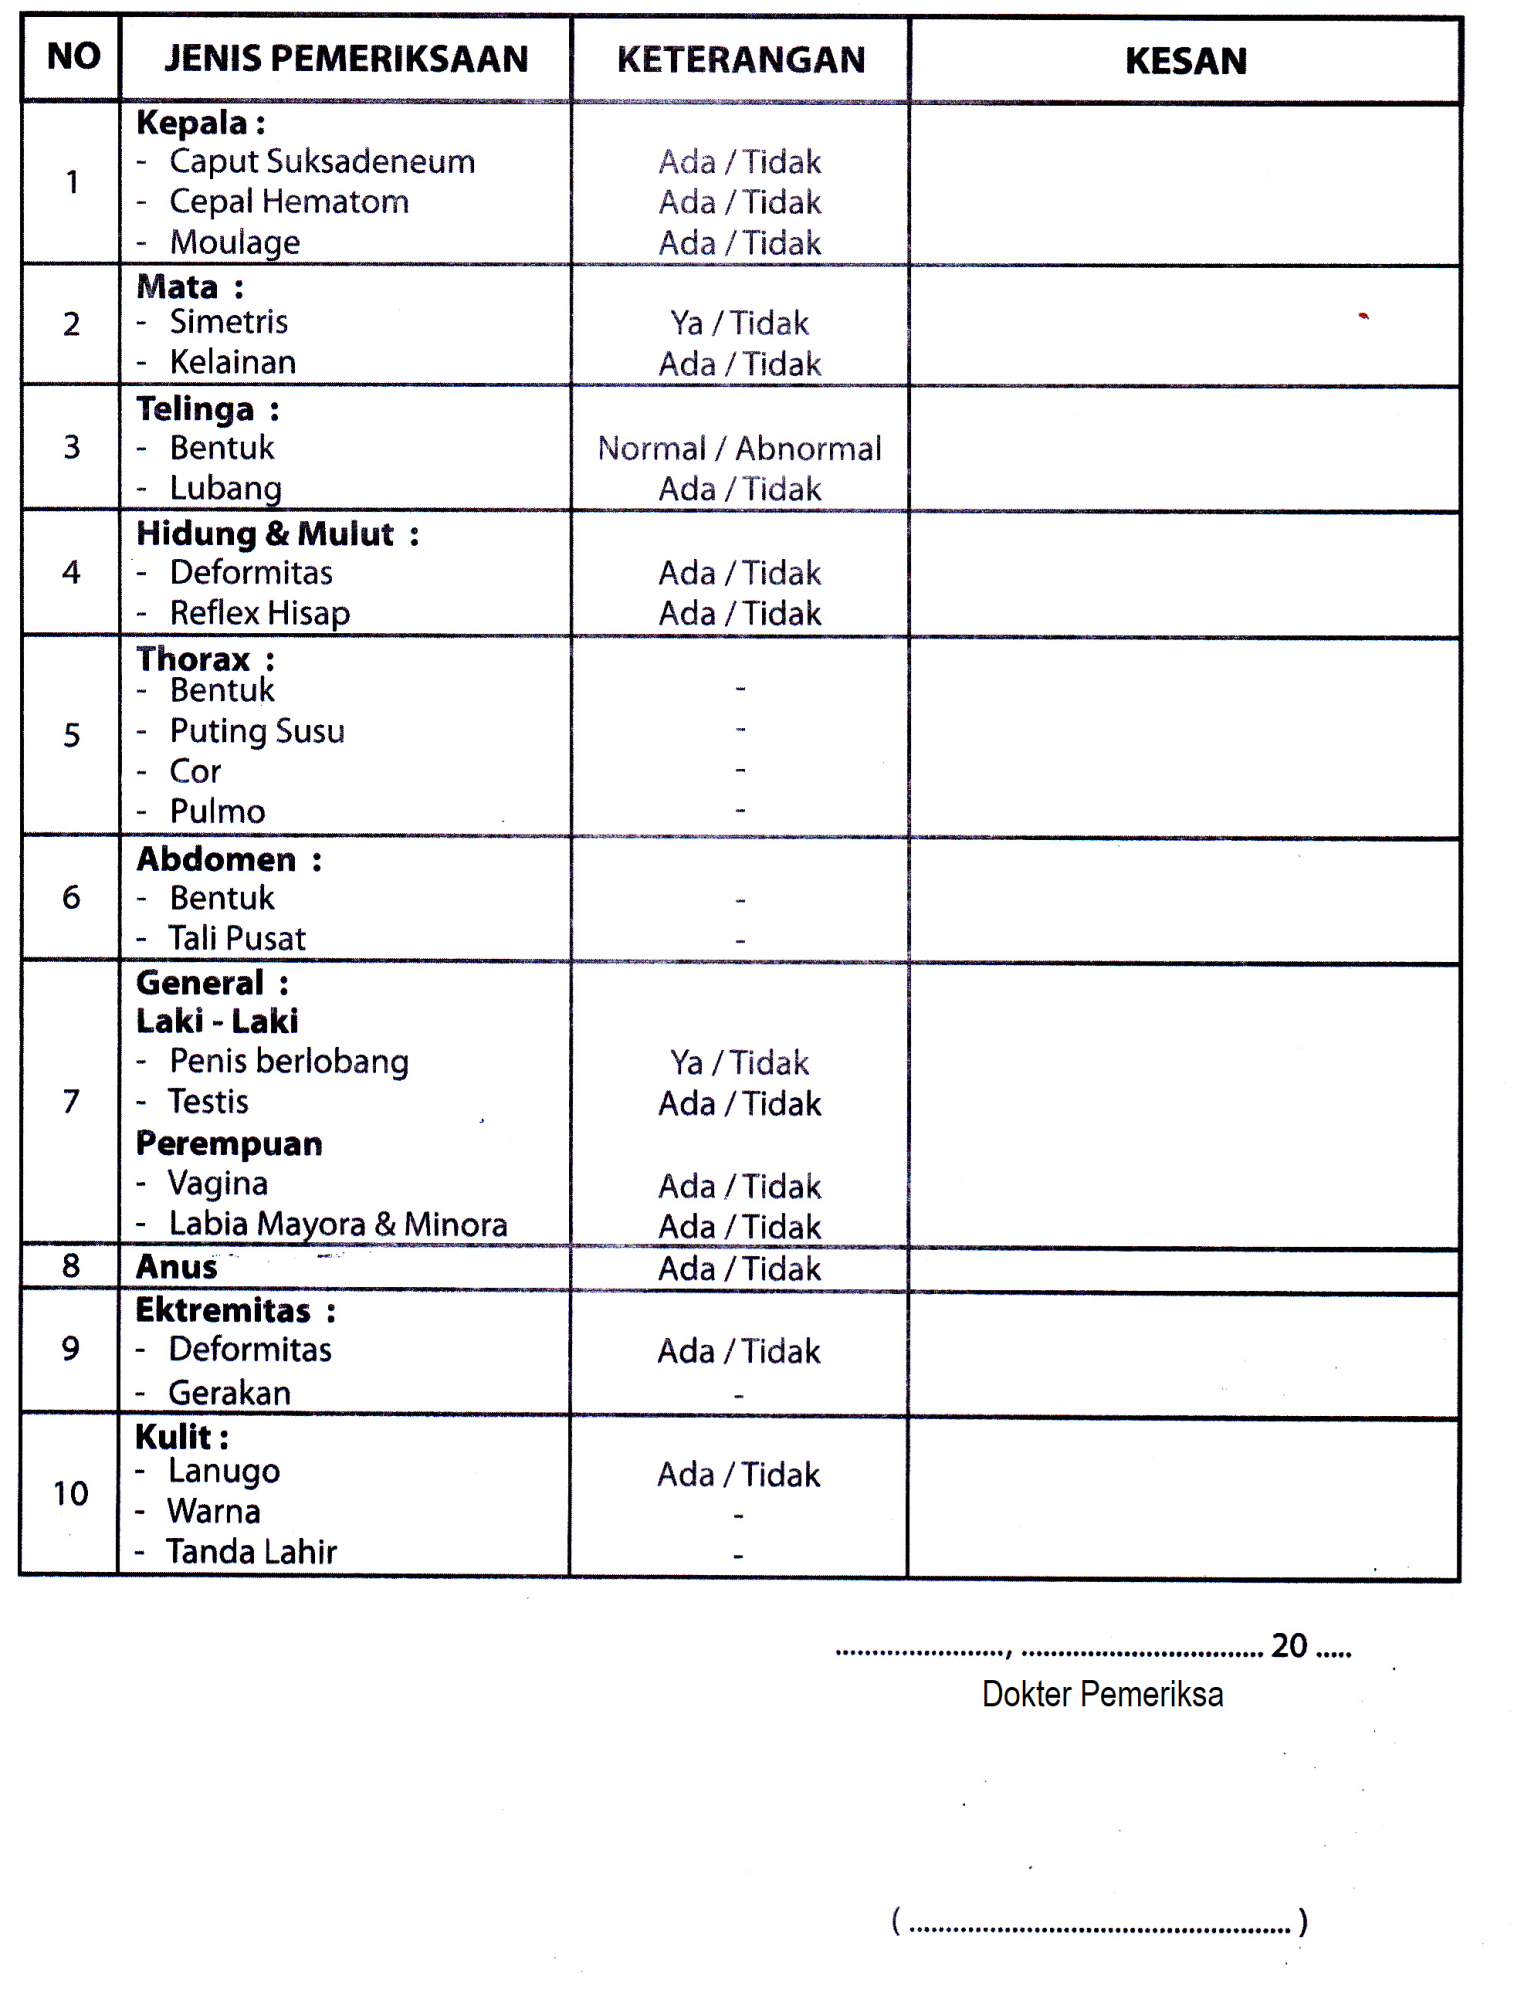 NO JENIS PEMERIKSAAN KETERANGAN KESAN
1 Kepala :
- Caput Suksadeneum Ada / Tidak
- Cepal Hematom Ada / Tidak
- Moulage Ada / Tidak
2 Mata :
- Simetris Ya / Tidak
- Kelainan Ada / Tidak
3 Telinga :
- Bentuk Normal / Abnormal
- Lubang Ada / Tidak
4 Hidung & Mulut :
- Deformitas Ada / Tidak
- Reflex Hisap Ada / Tidak
5 Thorax :
- Bentuk -
- Puting Susu -
- Cor -
- Pulmo -
6 Abdomen :
- Bentuk -
- Tali Pusat -
7 General :
Laki - Laki
- Penis berlobang Ya / Tidak
- Testis Ada / Tidak
Perempuan
- Vagina Ada / Tidak
- Labia Mayora & Minora Ada / Tidak
8 Anus Ada / Tidak
9 Ektremitas :
- Deformitas Ada / Tidak
- Gerakan -
10 Kulit :
- Lanugo Ada / Tidak
- Warna -
- Tanda Lahir -
......................., ................................. 20 .....
Dokter Pemeriksa
( .................................................... )